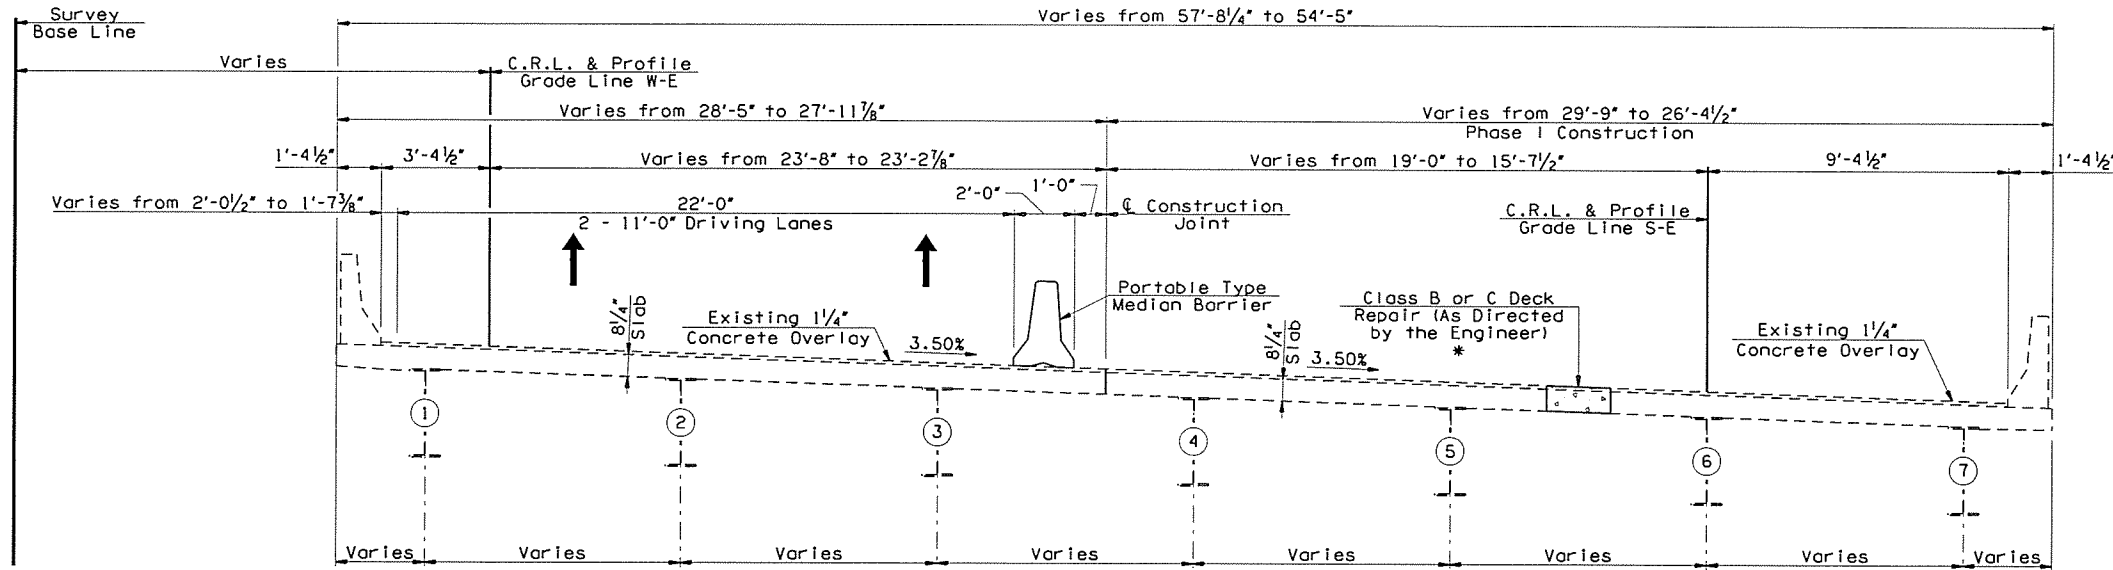 Survey
Base Line
Varies from 57'-8¼" to 54'-5"
Varies
C.R.L. & Profile
Grade Line W-E
Varies from 28'-5" to 27'-11⅞"
Varies from 29'-9" to 26'-4½"
Phase I Construction
1'-4½"
3'-4½"
Varies from 23'-8" to 23'-2⅞"
Varies from 19'-0" to 15'-7½"
9'-4½"
1'-4½"
Varies from 2'-0½" to 1'-7⅜"
22'-0"
2 - 11'-0" Driving Lanes
2'-0"
1'-0"
℄ Construction
Joint
C.R.L. & Profile
Grade Line S-E
8¼"
Slab
Existing 1¼"
Concrete Overlay
3.50%
Portable Type
Median Barrier
8¼"
Slab
3.50%
Class B or C Deck
Repair (As Directed
by the Engineer)
*
Existing 1¼"
Concrete Overlay
1
2
3
4
5
6
7
Varies
Varies
Varies
Varies
Varies
Varies
Varies
Varies